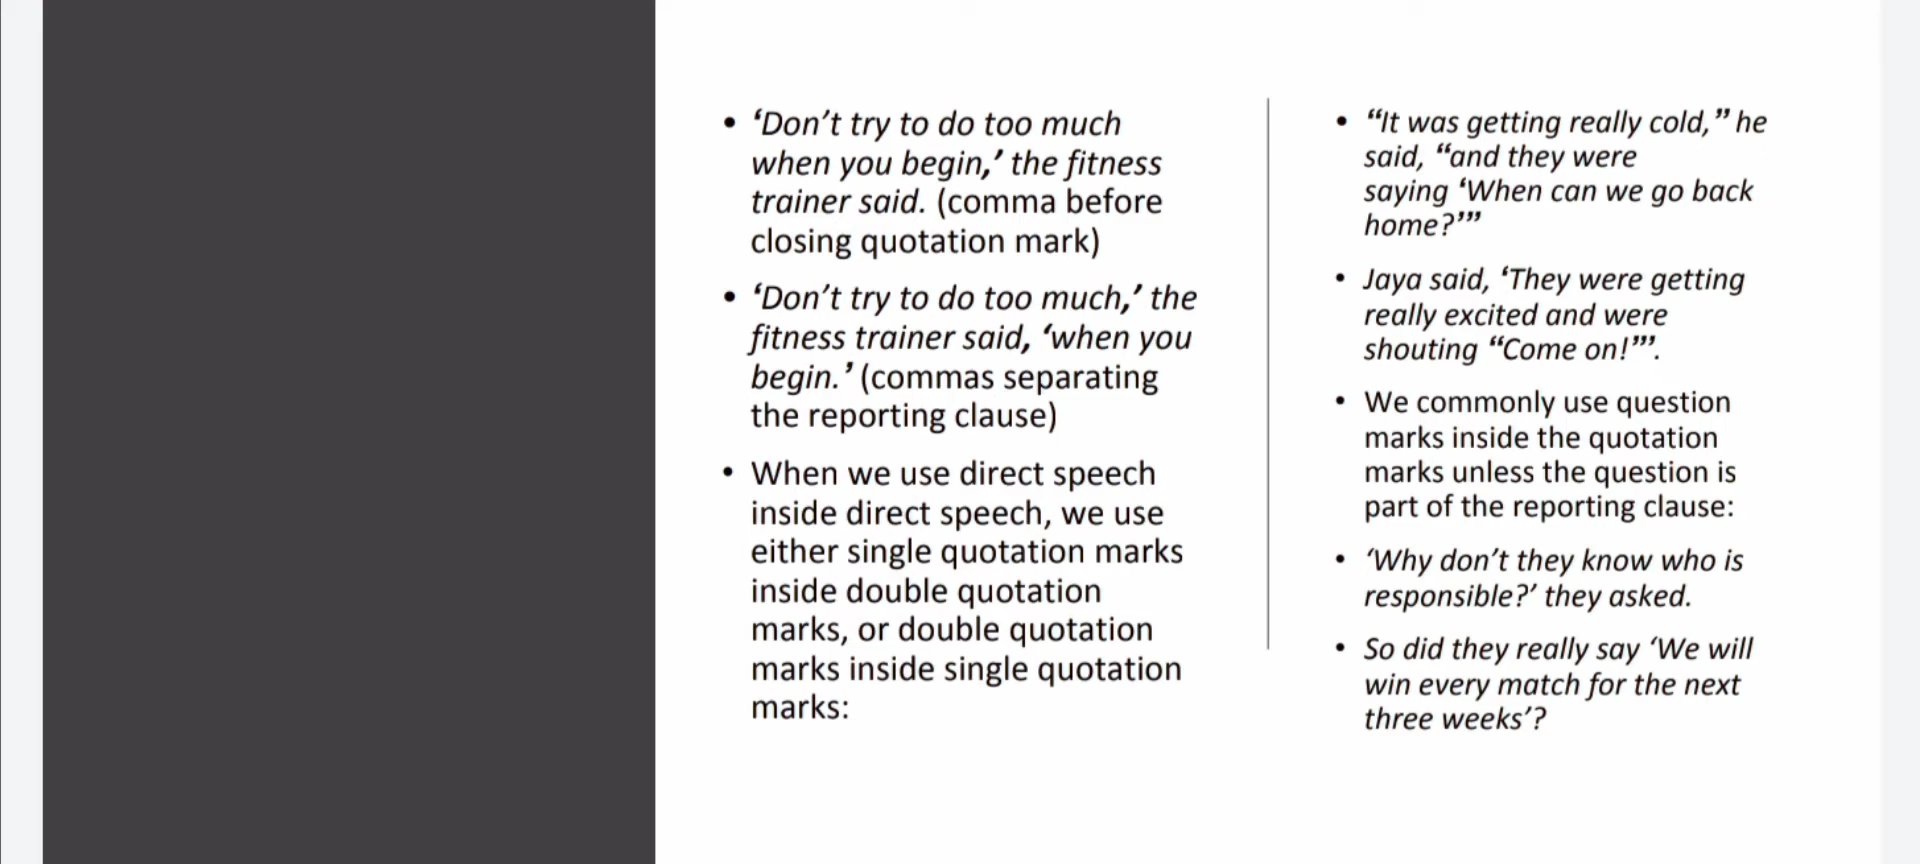 • ‘Don’t try to do too much
when you begin,’ the fitness
trainer said. (comma before
closing quotation mark)
• ‘Don’t try to do too much,’ the
fitness trainer said, ‘when you
begin.’ (commas separating
the reporting clause)
• When we use direct speech
inside direct speech, we use
either single quotation marks
inside double quotation
marks, or double quotation
marks inside single quotation
marks:
• “It was getting really cold,” he
said, “and they were
saying ‘When can we go back
home?’”
• Jaya said, ‘They were getting
really excited and were
shouting “Come on!”’.
• We commonly use question
marks inside the quotation
marks unless the question is
part of the reporting clause:
• ‘Why don’t they know who is
responsible?’ they asked.
• So did they really say ‘We will
win every match for the next
three weeks’?